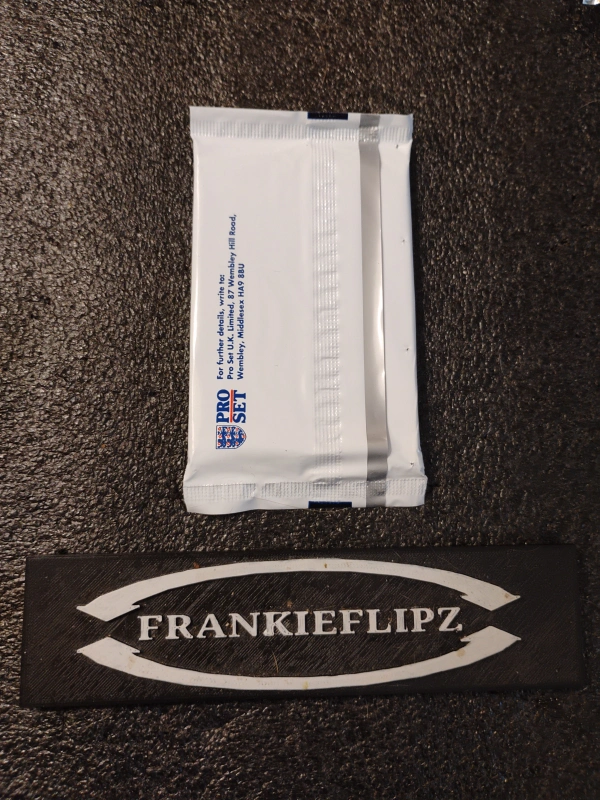 PRO
SET
For further details, write to:
Pro Set U.K. Limited, 87 Wembley Hill Road,
Wembley, Middlesex HA9 8BU
FRANKIEFLIPZ